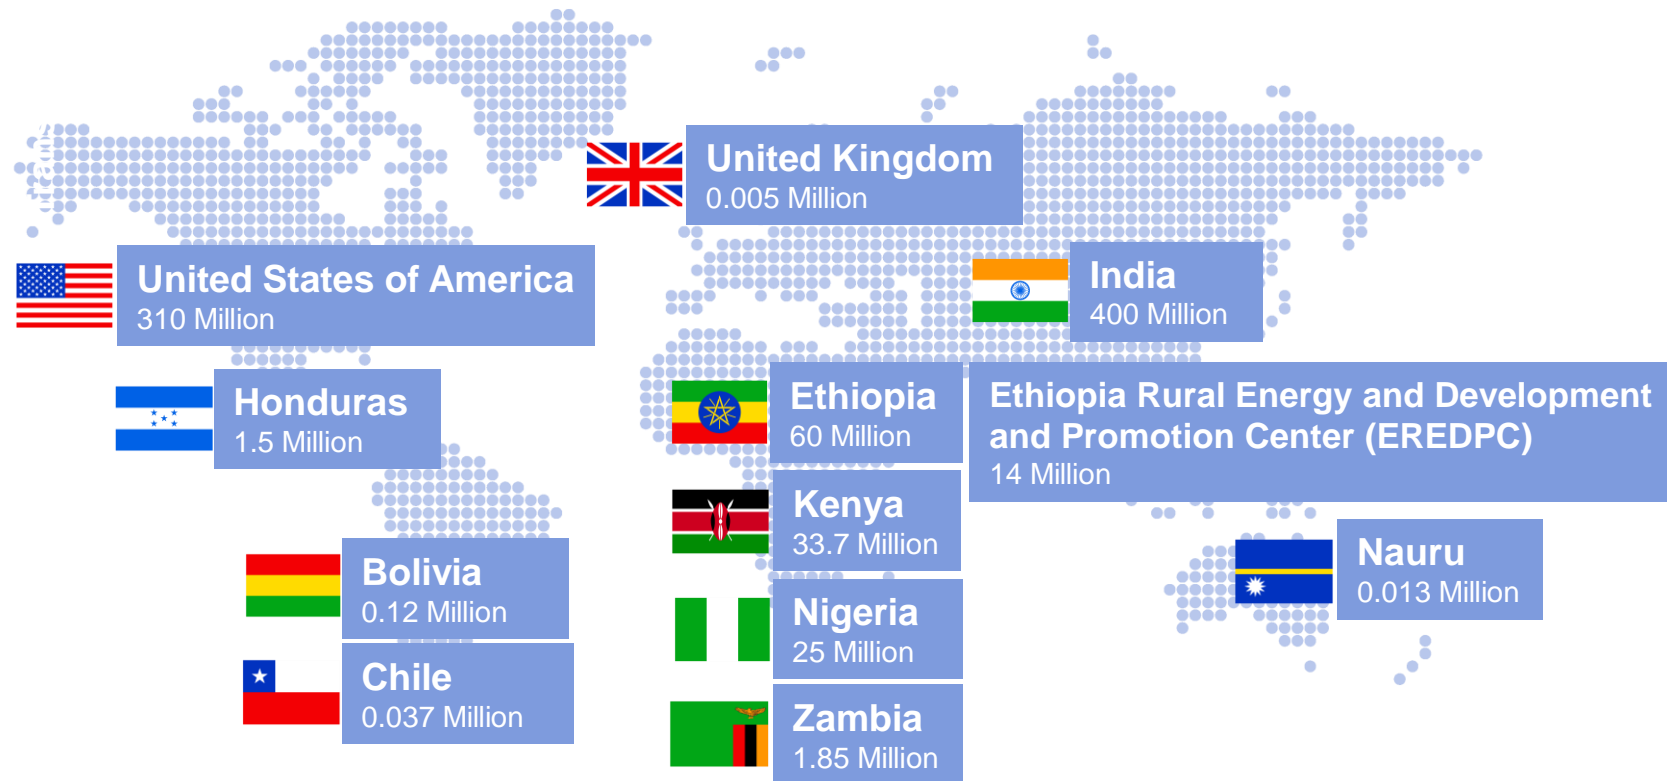 United Kingdom
0.005 Million
United States of America
310 Million
India
400 Million
Honduras
1.5 Million
Ethiopia
60 Million
Ethiopia Rural Energy and Development
and Promotion Center (EREDPC)
14 Million
Kenya
33.7 Million
Bolivia
0.12 Million
Nauru
0.013 Million
Nigeria
25 Million
Chile
0.037 Million
Zambia
1.85 Million